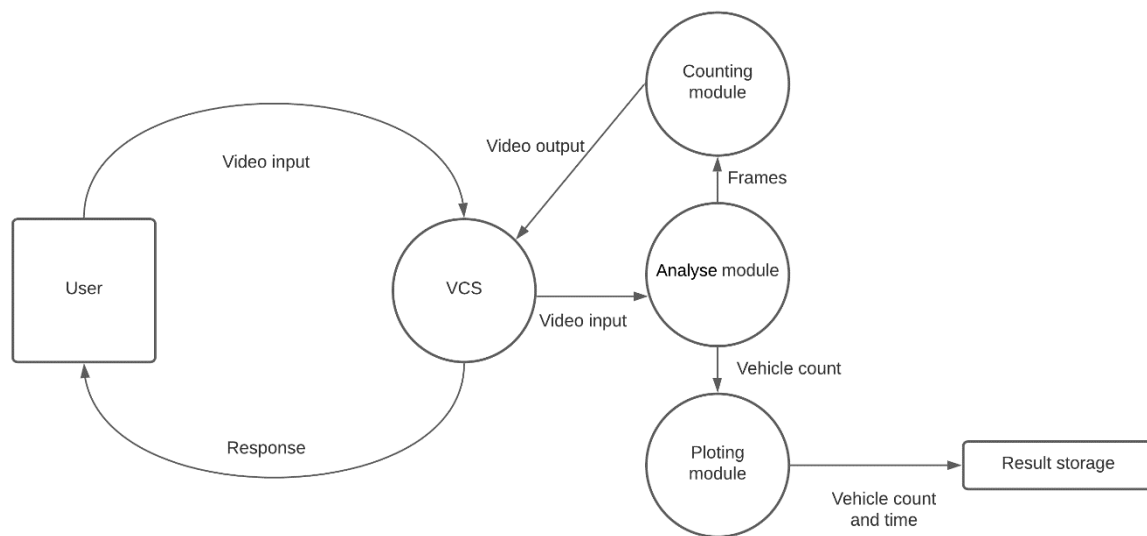 Counting
module
Video output
Video input
Frames
User
VCS
Analyse module
Video input
Vehicle count
Response
Ploting
module
Result storage
Vehicle count
and time